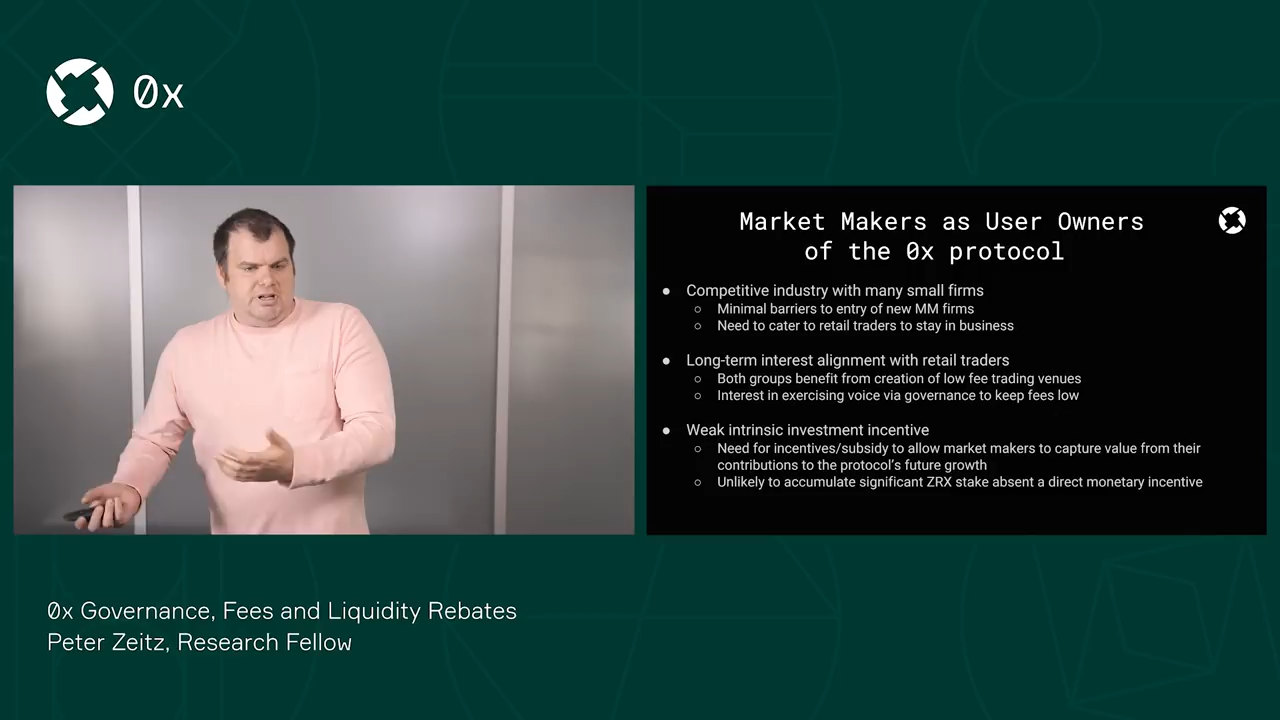 0x
Market Makers as User Owners
of the 0x protocol
● Competitive industry with many small firms
○ Minimal barriers to entry of new MM firms
○ Need to cater to retail traders to stay in business
● Long-term interest alignment with retail traders
○ Both groups benefit from creation of low fee trading venues
○ Interest in exercising voice via governance to keep fees low
● Weak intrinsic investment incentive
○ Need for incentives/subsidy to allow market makers to capture value from their
contributions to the protocol's future growth
○ Unlikely to accumulate significant ZRX stake absent a direct monetary incentive
0x Governance, Fees and Liquidity Rebates
Peter Zeitz, Research Fellow